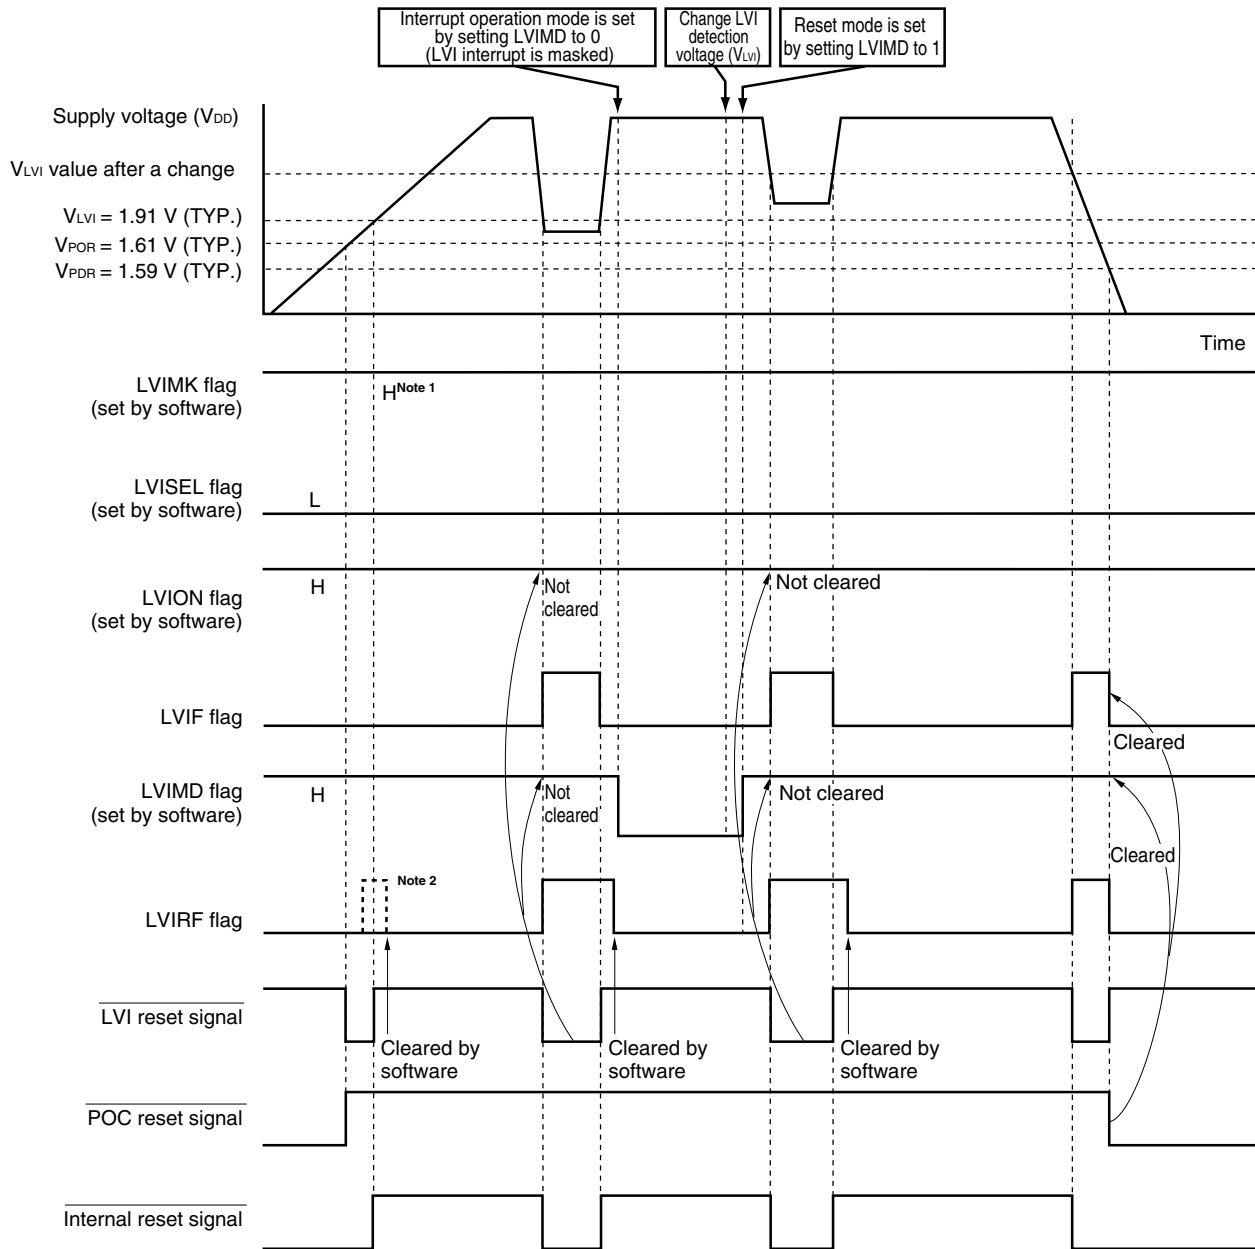 Interrupt operation mode is set
by setting LVIMD to 0
(LVI interrupt is masked)
Change LVI
detection
voltage (VLVI)
Reset mode is set
by setting LVIMD to 1
Supply voltage (VDD)
VLVI value after a change
VLVI = 1.91 V (TYP.)
VPOR = 1.61 V (TYP.)
VPDR = 1.59 V (TYP.)
Time
LVIMK flag
(set by software)
H Note 1
LVISEL flag
(set by software)
L
LVION flag
(set by software)
H
Not
cleared
Not cleared
LVIF flag
Cleared
LVIMD flag
(set by software)
H
Not
cleared
Not cleared
Cleared
LVIRF flag
Note 2
LVI reset signal
Cleared by
software
Cleared by
software
Cleared by
software
POC reset signal
Internal reset signal